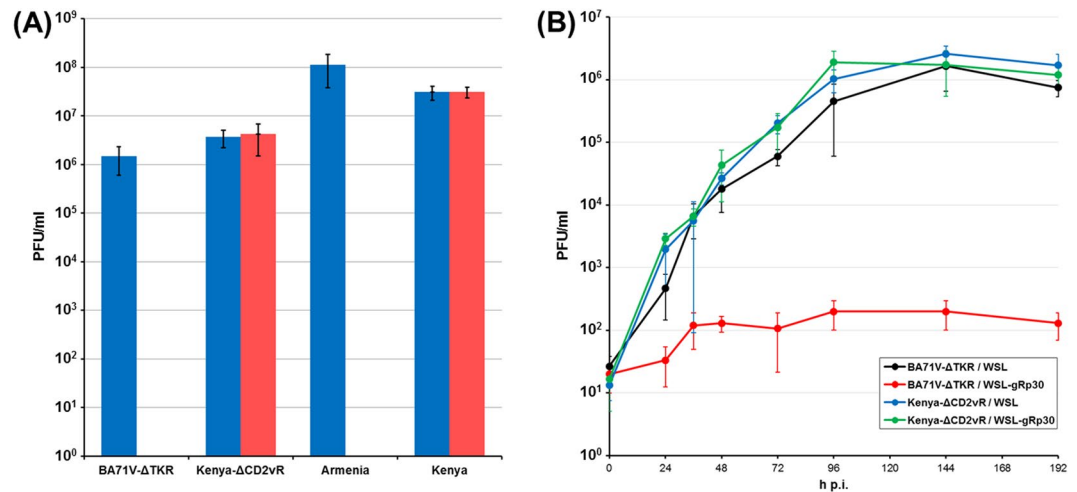 (A)
PFU/ml
10⁹
10⁸
10⁷
10⁶
10⁵
10⁴
10³
10²
10¹
10⁰
BA71V-ΔTKR Kenya-ΔCD2vR Armenia Kenya
(B)
PFU/ml
10⁷
10⁶
10⁵
10⁴
10³
10²
10¹
10⁰
BA71V-ΔTKR / WSL
BA71V-ΔTKR / WSL-gRp30
Kenya-ΔCD2vR / WSL
Kenya-ΔCD2vR / WSL-gRp30
0 24 48 72 96 120 144 168 192
h p.i.